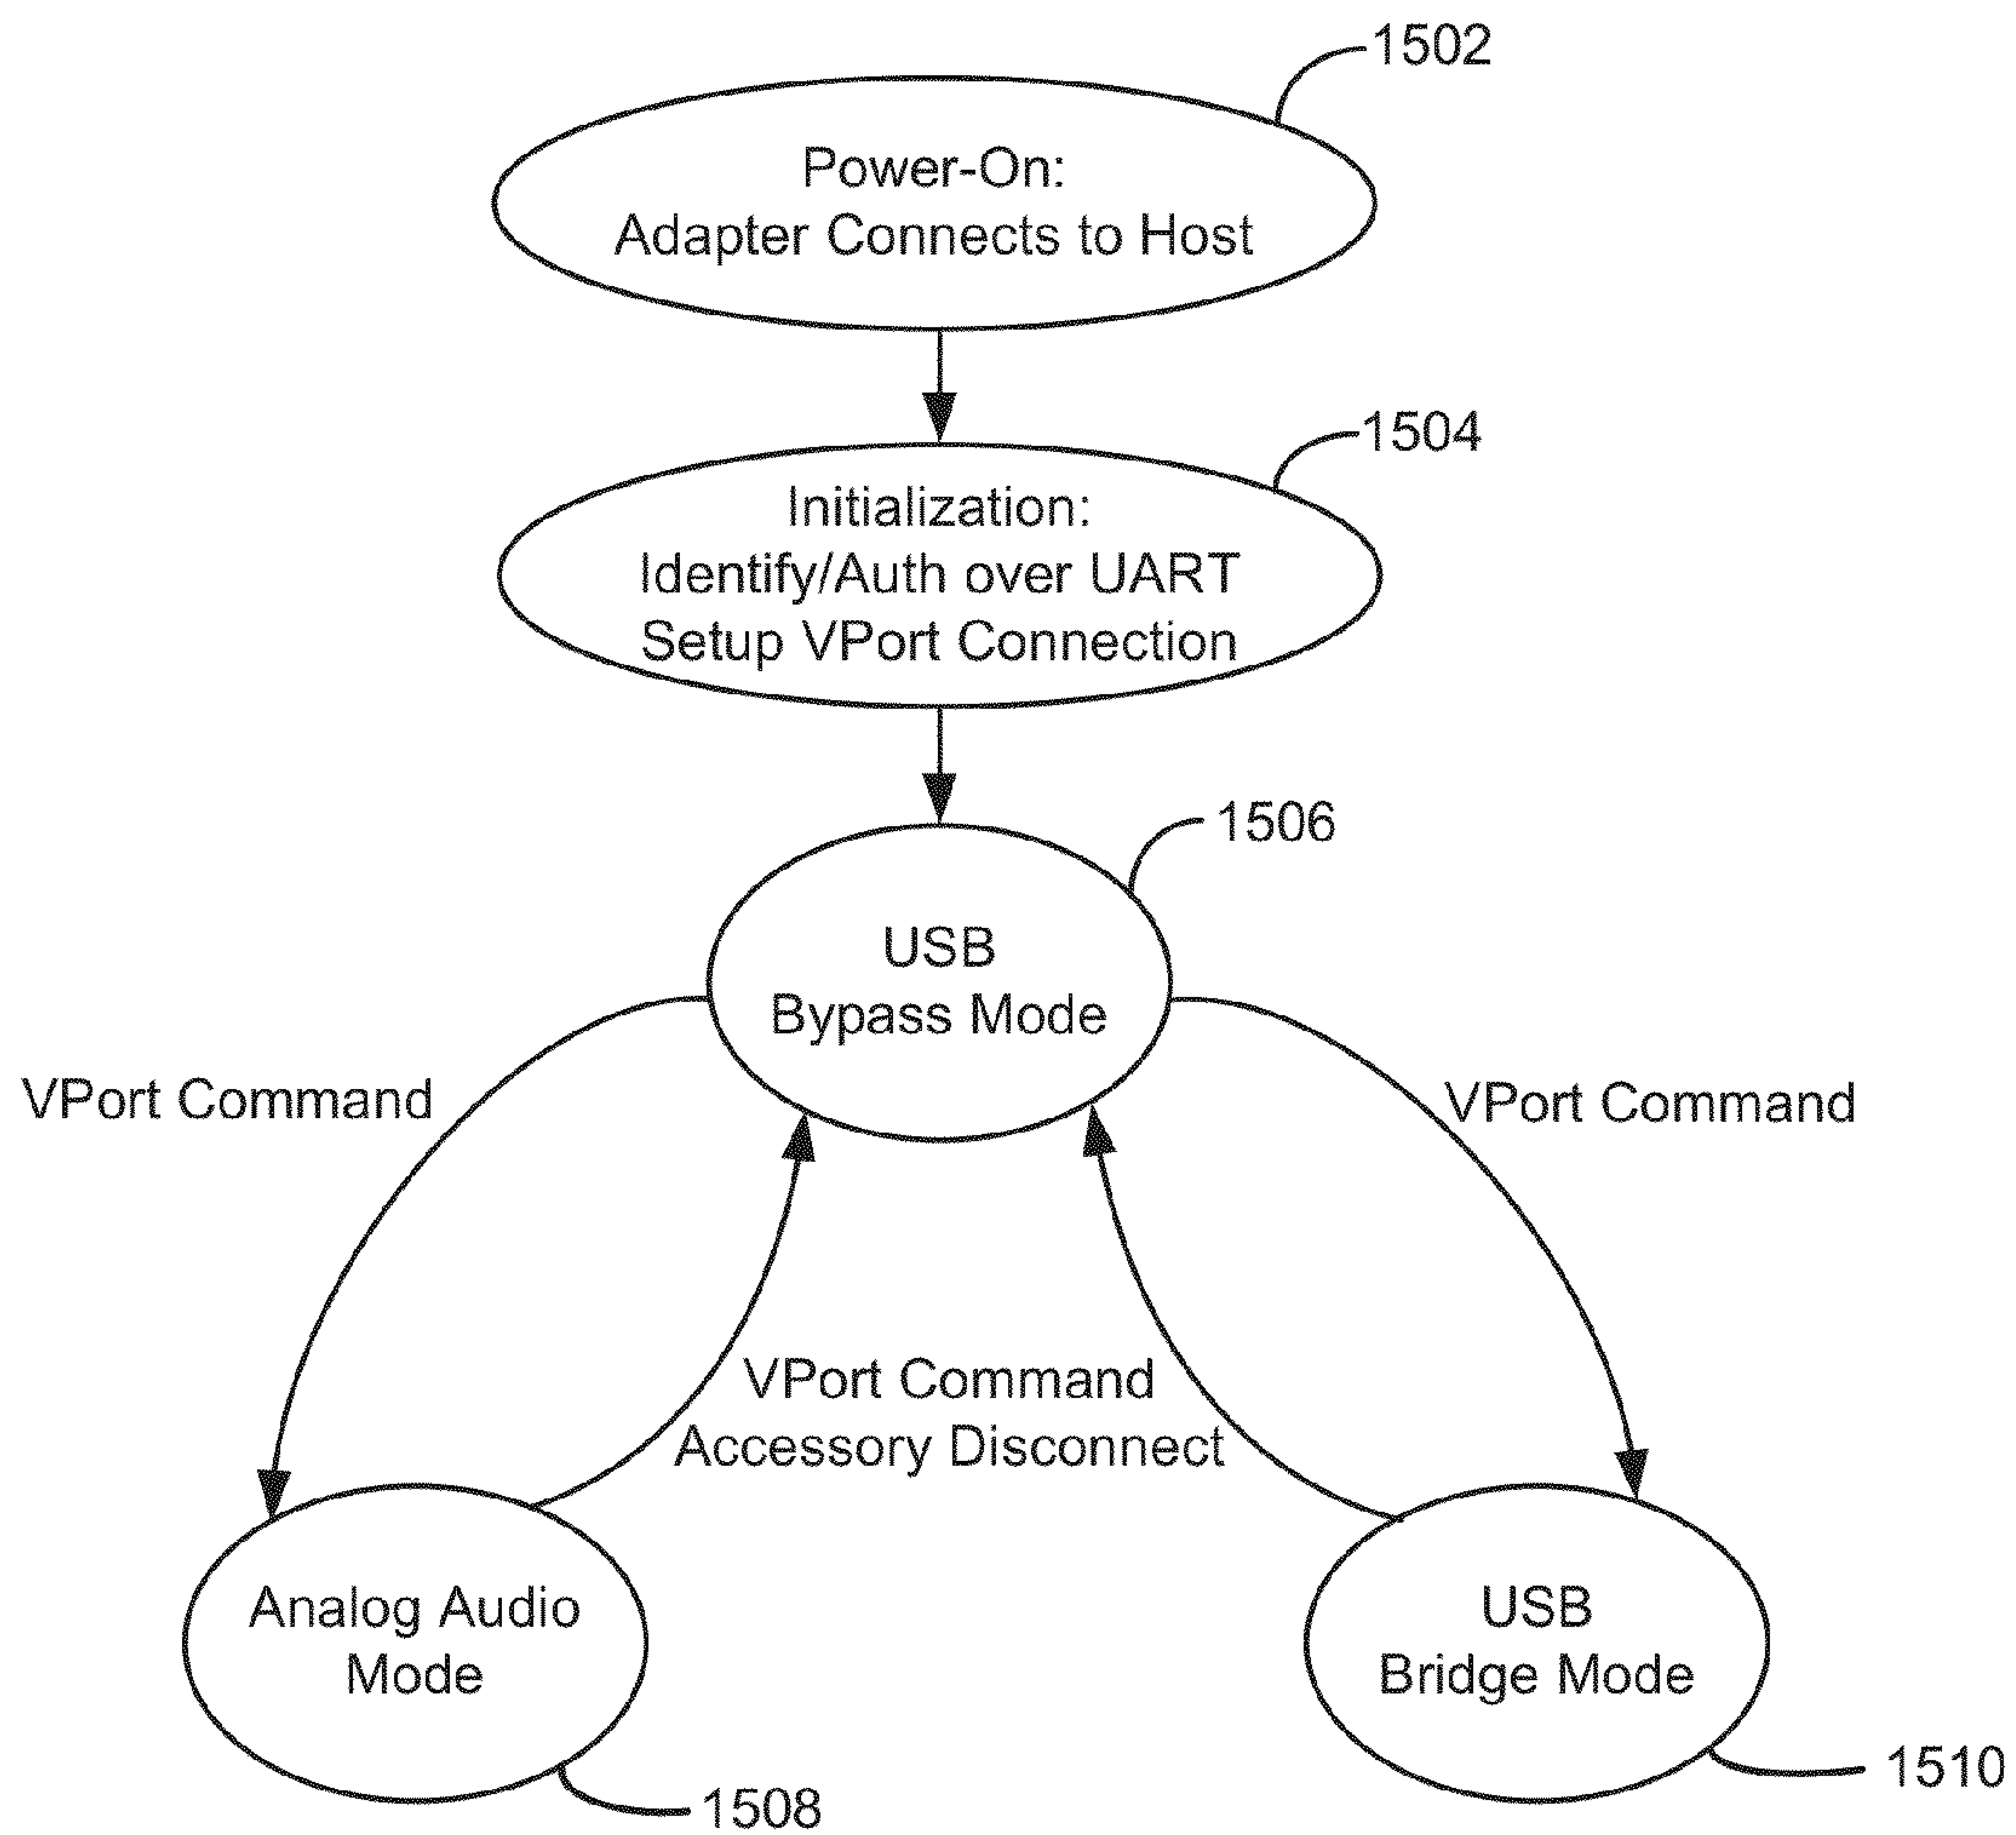 1502
Power-On:
Adapter Connects to Host
1504
Initialization:
Identify/Auth over UART
Setup VPort Connection
1506
USB
Bypass Mode
VPort Command
VPort Command
VPort Command
Accessory Disconnect
Analog Audio
Mode
USB
Bridge Mode
1508
1510